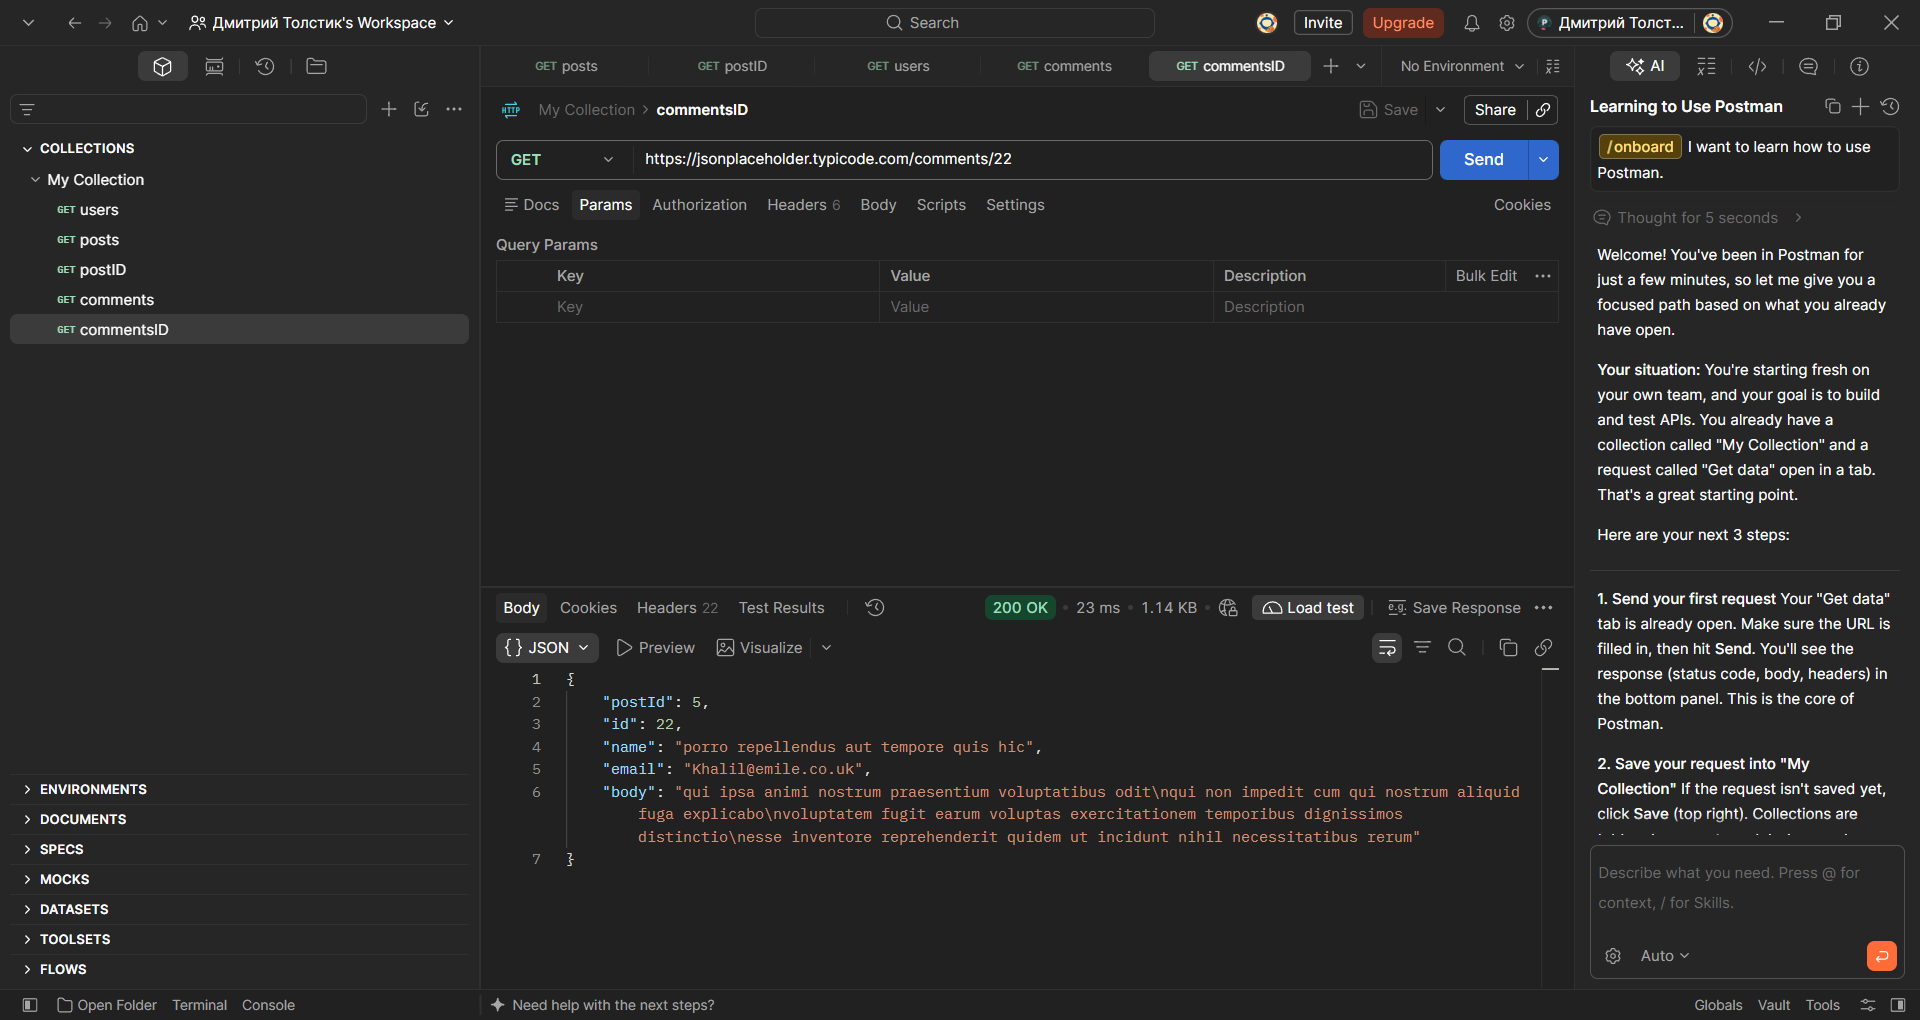 Дмитрий Толстик's Workspace
Search
Invite
Upgrade
Дмитрий Толст...
GET posts
GET postID
GET users
GET comments
GET commentsID
No Environment
AI
My Collection > commentsID
Save
Share
Learning to Use Postman
COLLECTIONS
My Collection
GET users
GET posts
GET postID
GET comments
GET commentsID
ENVIRONMENTS
DOCUMENTS
SPECS
MOCKS
DATASETS
TOOLSETS
FLOWS
HTTP
GET
https://jsonplaceholder.typicode.com/comments/22
Send
Docs
Params
Authorization
Headers 6
Body
Scripts
Settings
Cookies
Query Params
Key
Value
Description
Bulk Edit
Key
Value
Description
Body
Cookies
Headers 22
Test Results
200 OK
23 ms
1.14 KB
Load test
e.g. Save Response
{} JSON
Preview
Visualize
1 {
2 "postId": 5,
3 "id": 22,
4 "name": "porro repellendus aut tempore quis hic",
5 "email": "Khalil@emile.co.uk",
6 "body": "qui ipsa animi nostrum praesentium voluptatibus odit\nqui non impedit cum qui nostrum aliquid
fuga explicabo\nvoluptatem fugit earum voluptas exercitationem temporibus dignissimos
distinctio\nesse inventore reprehenderit quidem ut incidunt nihil necessitatibus rerum"
7 }
/onboard I want to learn how to use
Postman.
Thought for 5 seconds
Welcome! You've been in Postman for
just a few minutes, so let me give you a
focused path based on what you already
have open.
Your situation: You're starting fresh on
your own team, and your goal is to build
and test APIs. You already have a
collection called "My Collection" and a
request called "Get data" open in a tab.
That's a great starting point.
Here are your next 3 steps:
1. Send your first request Your "Get data"
tab is already open. Make sure the URL is
filled in, then hit Send. You'll see the
response (status code, body, headers) in
the bottom panel. This is the core of
Postman.
2. Save your request into "My
Collection" If the request isn't saved yet,
click Save (top right). Collections are
Describe what you need. Press @ for
context, / for Skills.
Auto
Open Folder
Terminal
Console
Need help with the next steps?
Globals
Vault
Tools